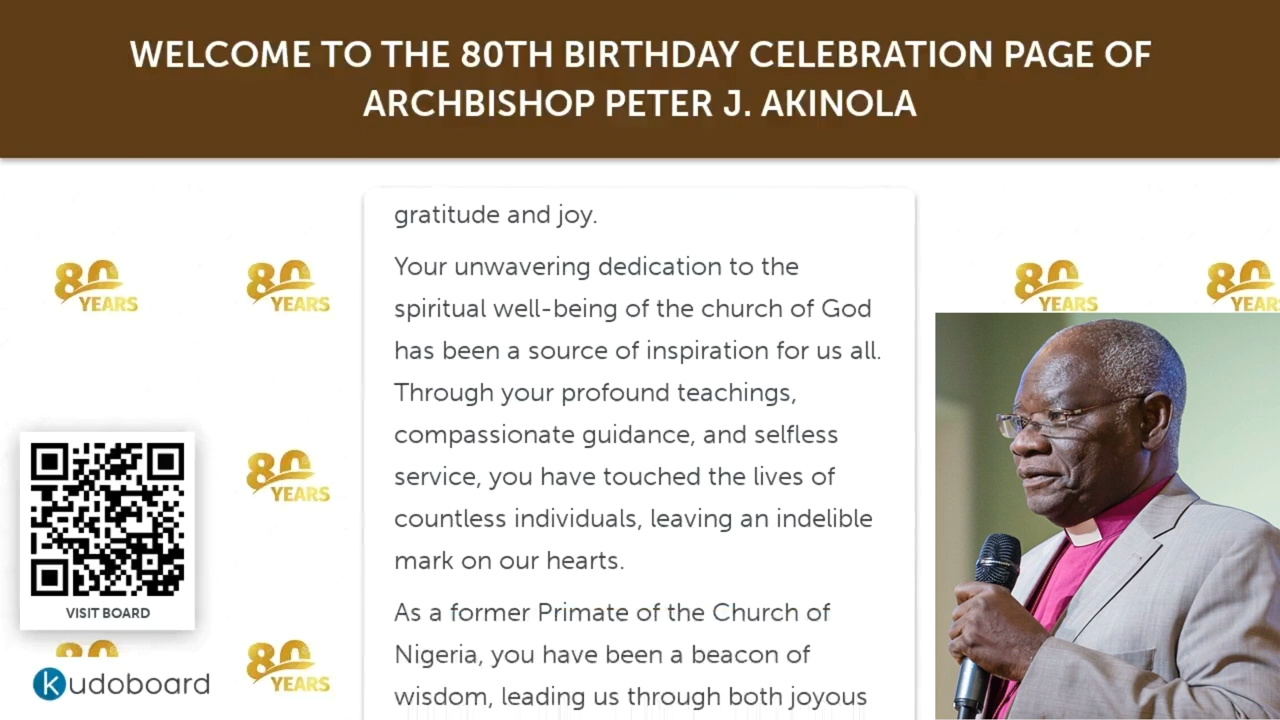 WELCOME TO THE 80TH BIRTHDAY CELEBRATION PAGE OF
ARCHBISHOP PETER J. AKINOLA
gratitude and joy.
Your unwavering dedication to the
spiritual well-being of the church of God
has been a source of inspiration for us all.
Through your profound teachings,
compassionate guidance, and selfless
service, you have touched the lives of
countless individuals, leaving an indelible
mark on our hearts.
As a former Primate of the Church of
Nigeria, you have been a beacon of
wisdom, leading us through both joyous
80
YEARS
80
YEARS
80
YEARS
80
YEARS
80
YEARS
VISIT BOARD
80
80
YEARS
kudoboard